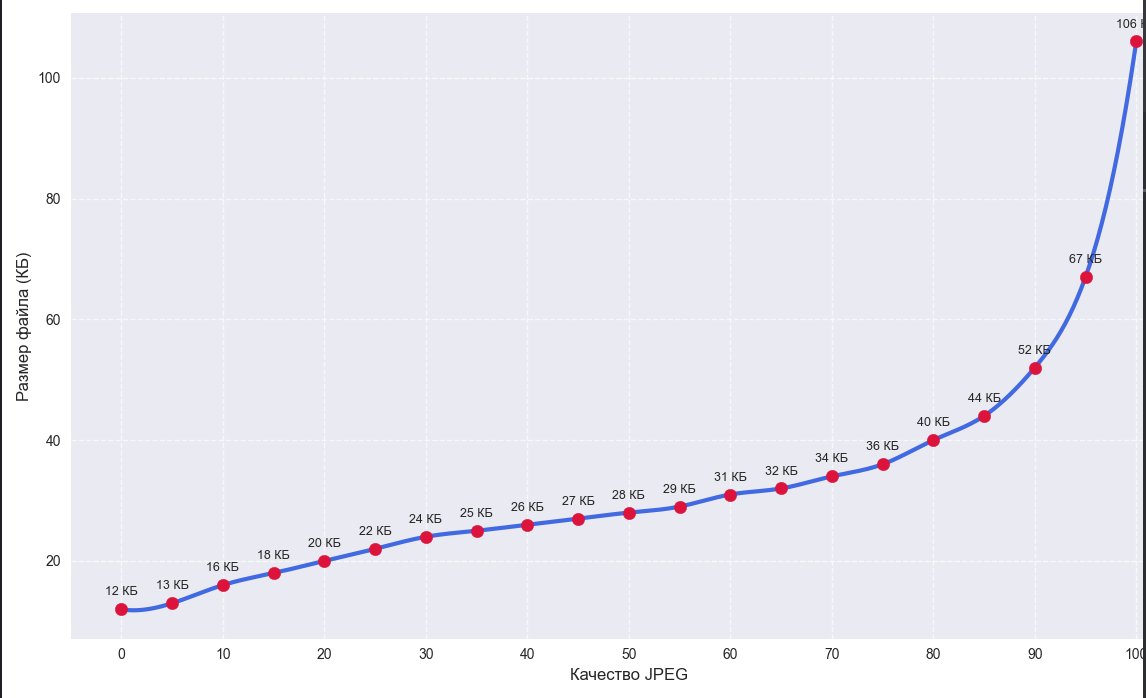 106
100
67 КБ
80
Размер файла (КБ)
60
52 КБ
44 КБ
40 КБ
40
36 КБ
34 КБ
32 КБ
31 КБ
29 КБ
28 КБ
27 КБ
26 КБ
25 КБ
24 КБ
22 КБ
20 КБ
18 КБ
20
16 КБ
13 КБ
12 КБ
0 10 20 30 40 50 60 70 80 90 100
Качество JPEG